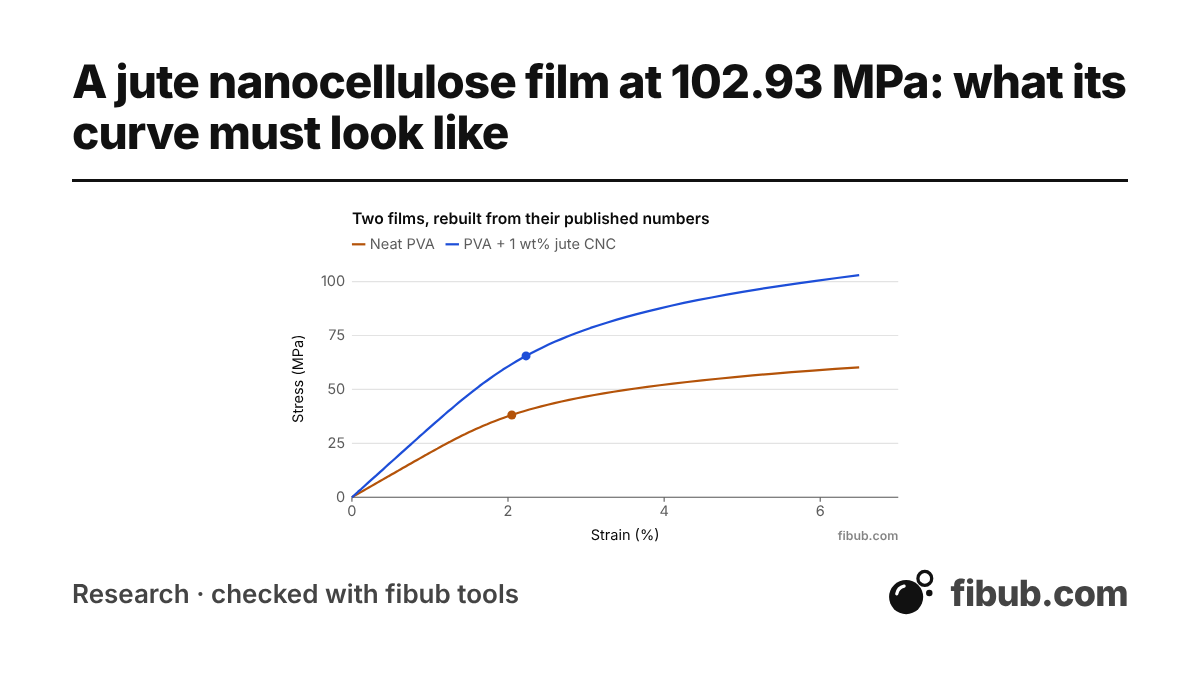 A jute nanocellulose film at 102.93 MPa: what its
curve must look like
Two films, rebuilt from their published numbers
Neat PVA PVA + 1 wt% jute CNC
100
75
50
25
0
Stress (MPa)
0 2 4 6
Strain (%)
fibub.com
Research · checked with fibub tools
fibub.com